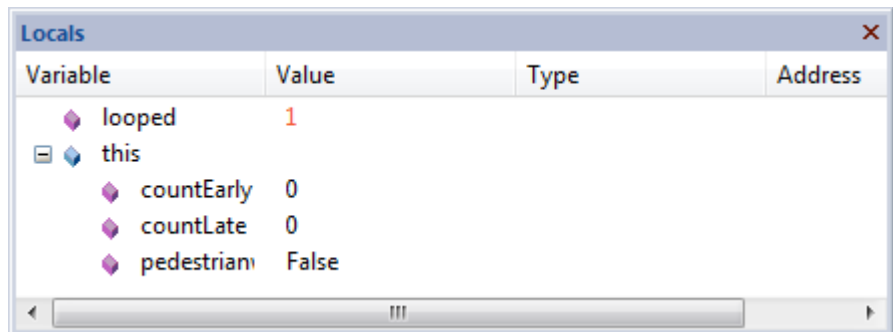 Locals
Variable Value Type Address
looped 1
this
countEarly 0
countLate 0
pedestrian False